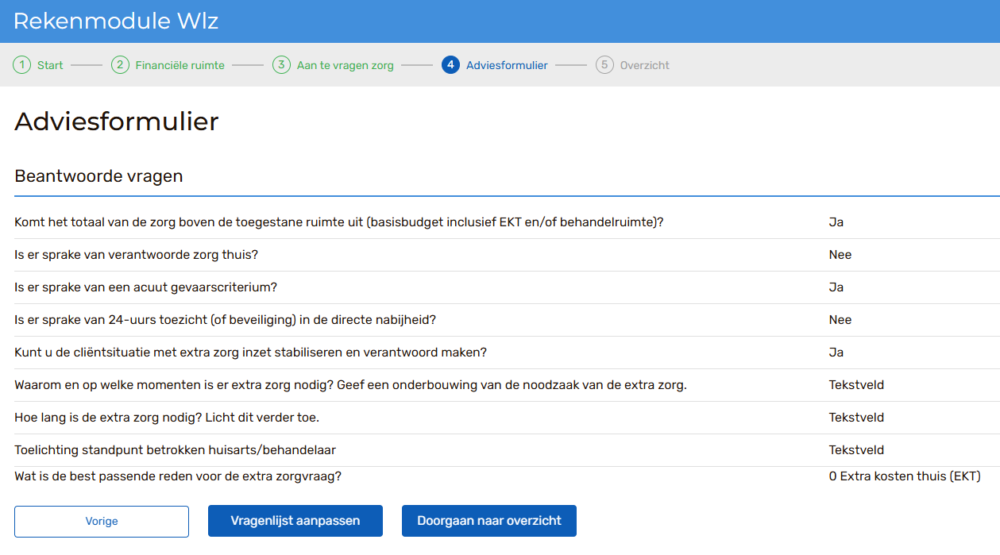 Rekenmodule Wlz
1 Start 2 Financiële ruimte 3 Aan te vragen zorg 4 Adviesformulier 5 Overzicht
Adviesformulier
Beantwoorde vragen
Komt het totaal van de zorg boven de toegestane ruimte uit (basisbudget inclusief EKT en/of behandelruimte)? Ja
Is er sprake van verantwoorde zorg thuis? Nee
Is er sprake van een acuut gevaarscriterium? Ja
Is er sprake van 24-uurs toezicht (of beveiliging) in de directe nabijheid? Nee
Kunt u de cliëntsituatie met extra zorg inzet stabiliseren en verantwoord maken? Ja
Waarom en op welke momenten is er extra zorg nodig? Geef een onderbouwing van de noodzaak van de extra zorg. Tekstveld
Hoe lang is de extra zorg nodig? Licht dit verder toe. Tekstveld
Toelichting standpunt betrokken huisarts/behandelaar Tekstveld
Wat is de best passende reden voor de extra zorgvraag? 0 Extra kosten thuis (EKT)
Vorige Vragenlijst aanpassen Doorgaan naar overzicht